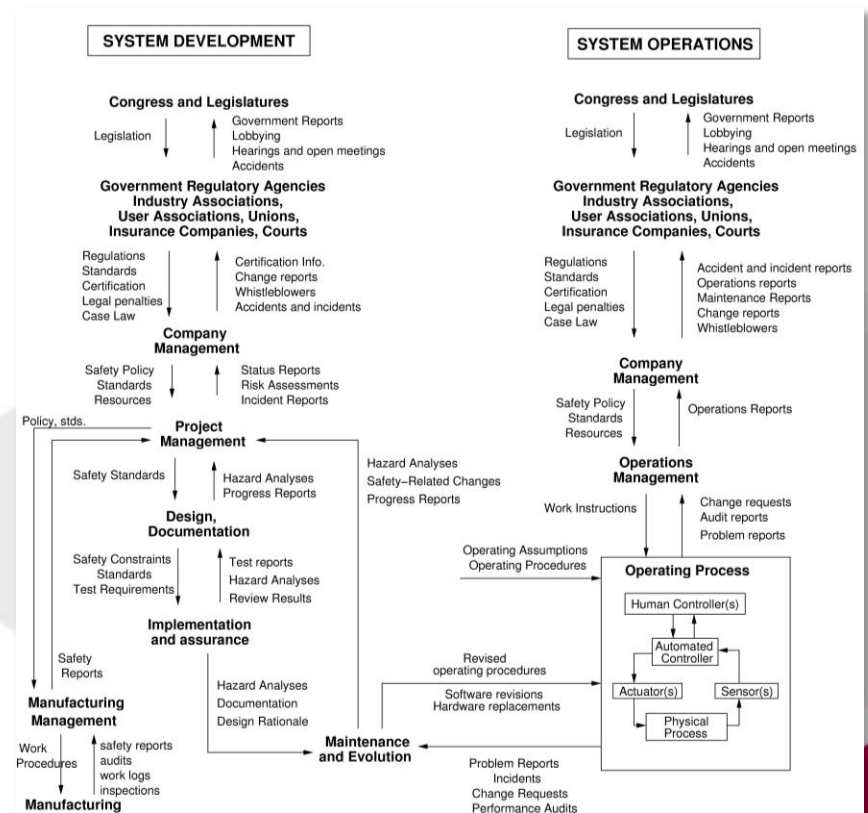 SYSTEM DEVELOPMENT
Congress and Legislatures
Legislation
Government Reports
Lobbying
Hearings and open meetings
Accidents
Government Regulatory Agencies
Industry Associations,
User Associations, Unions,
Insurance Companies, Courts
Regulations
Standards
Certification
Legal penalties
Case Law
Certification Info.
Change reports
Whistleblowers
Accidents and incidents
Company
Management
Safety Policy
Standards
Resources
Status Reports
Risk Assessments
Incident Reports
Policy, stds.
Project
Management
Safety Standards
Hazard Analyses
Progress Reports
Hazard Analyses
Safety-Related Changes
Progress Reports
Design,
Documentation
Safety Constraints
Standards
Test Requirements
Test reports
Hazard Analyses
Review Results
Implementation
and assurance
Safety
Reports
Hazard Analyses
Documentation
Design Rationale
Manufacturing
Management
Work
Procedures
safety reports
audits
work logs
inspections
Manufacturing
Maintenance
and Evolution
SYSTEM OPERATIONS
Congress and Legislatures
Legislation
Government Reports
Lobbying
Hearings and open meetings
Accidents
Government Regulatory Agencies
Industry Associations,
User Associations, Unions,
Insurance Companies, Courts
Regulations
Standards
Certification
Legal penalties
Case Law
Accident and incident reports
Operations reports
Maintenance Reports
Change reports
Whistleblowers
Company
Management
Safety Policy
Standards
Resources
Operations Reports
Operations
Management
Work Instructions
Change requests
Audit reports
Problem reports
Operating Assumptions
Operating Procedures
Operating Process
Human Controller(s)
Automated
Controller
Actuator(s)
Sensor(s)
Physical
Process
Revised
operating procedures
Software revisions
Hardware replacements
Problem Reports
Incidents
Change Requests
Performance Audits